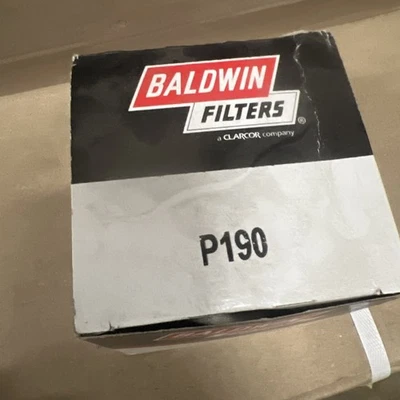 BALDWIN
FILTERS®
a CLARCOR company
P190